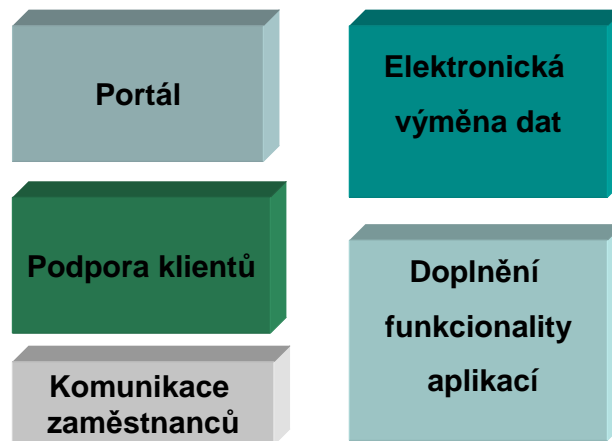 Portál
Podpora klientů
Komunikace
zaměstnanců
Elektronická
výměna dat
Doplnění
funkcionality
aplikací